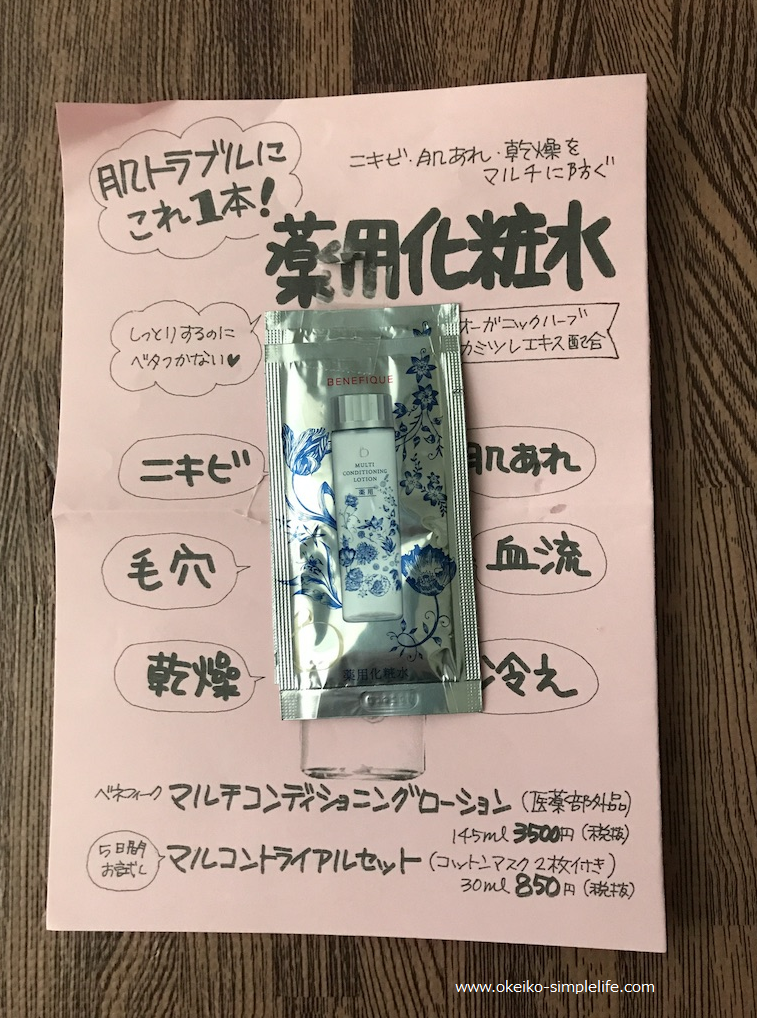 肌トラブルに
これ1本!
ニキビ・肌あれ・乾燥を
マルチに防ぐ
薬用化粧水
しっとりするのに
ベタつかない♥
オーガニックハーブ
カミツレエキス配合
BENEFIQUE
MULTI
CONDITIONING
LOTION
薬用
ニキビ
肌あれ
毛穴
血流
乾燥
冷え
薬用化粧水
ベネフィーク マルチコンディショニングローション (医薬部外品)
145ml 3500円 (税抜)
5日間
お試し
マルコントライアルセット (コットンマスク2枚付き)
30ml 850円 (税抜)
www.okeiko-simplelife.com